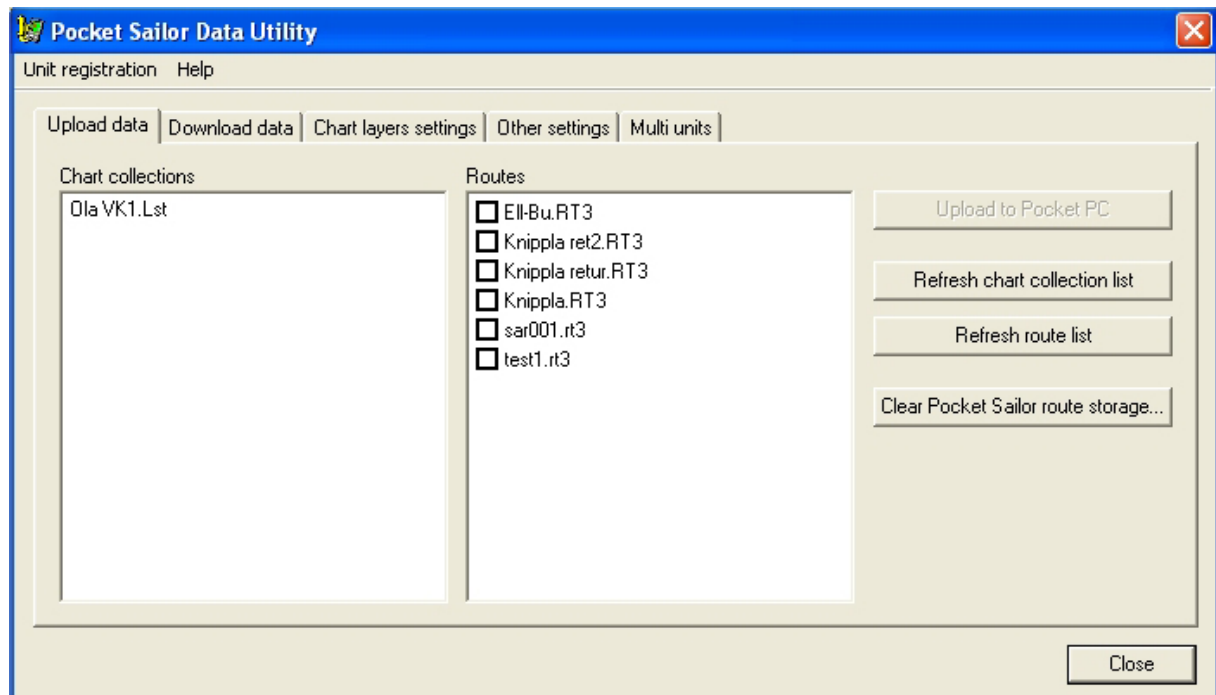 Pocket Sailor Data Utility
Unit registration Help
Upload data Download data Chart layers settings Other settings Multi units
Chart collections
Ola VK1.Lst
Routes
Ell-Bu.RT3
Knippla ret2.RT3
Knippla retur.RT3
Knippla.RT3
sar001.rt3
test1.rt3
Upload to Pocket PC
Refresh chart collection list
Refresh route list
Clear Pocket Sailor route storage...
Close